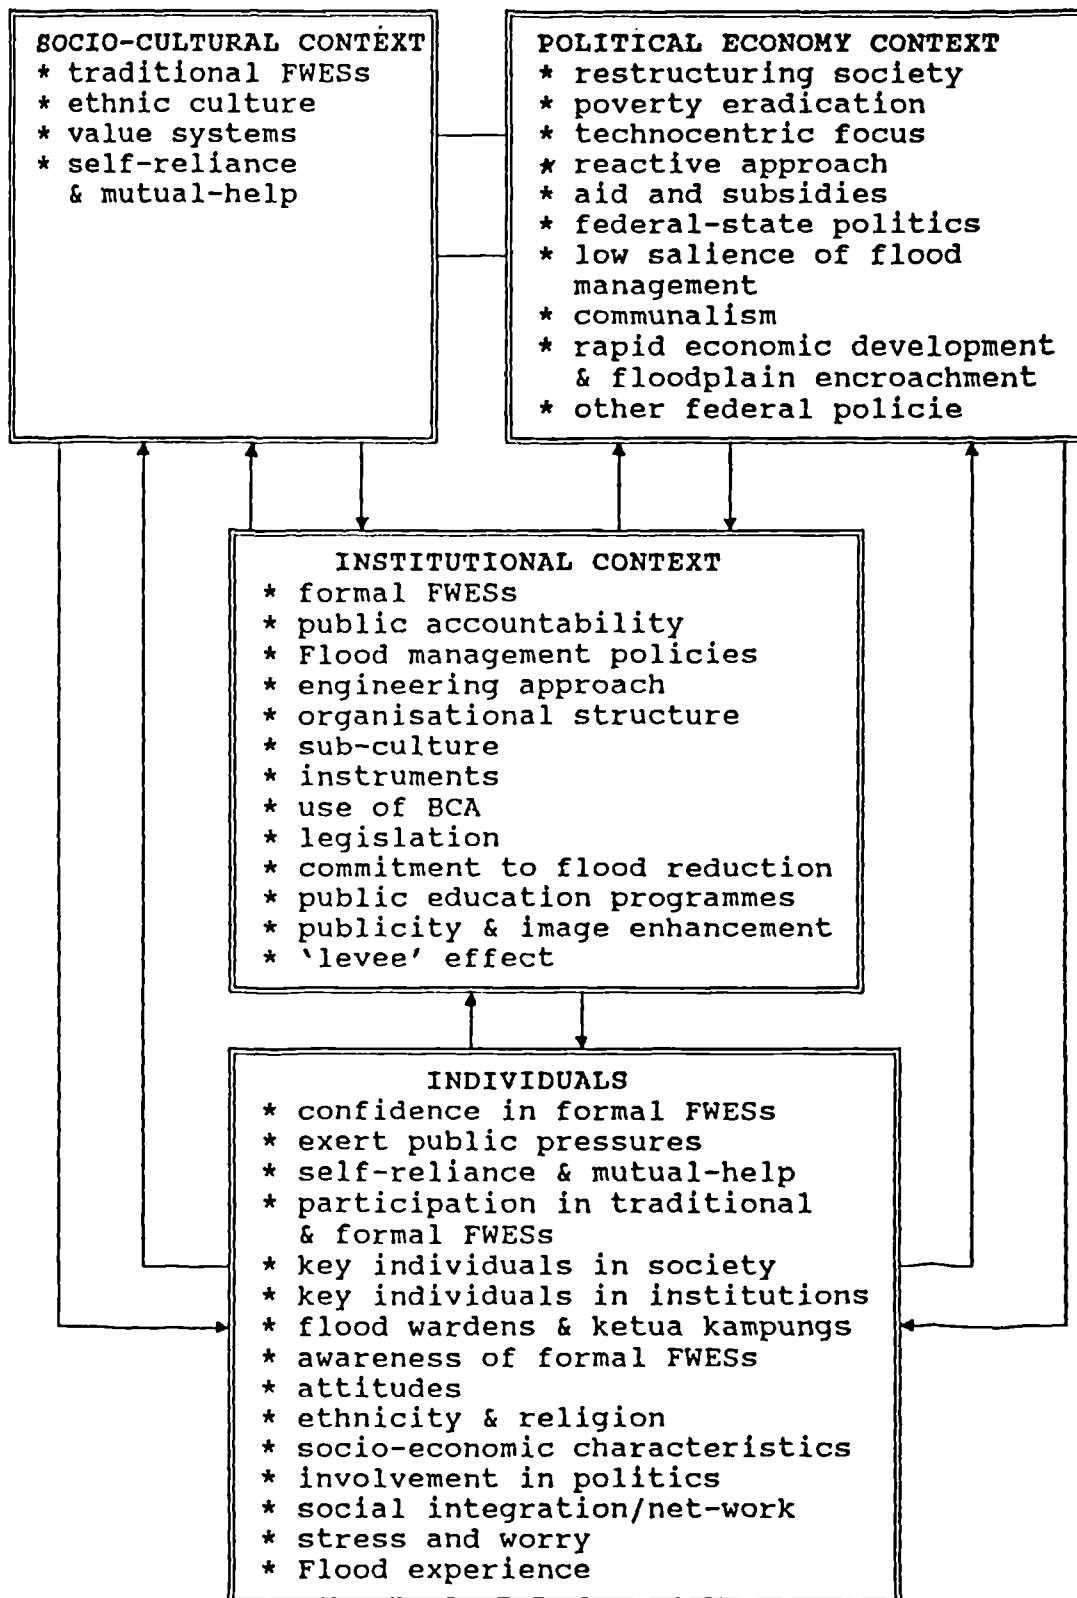 SOCIO-CULTURAL CONTEXT
* traditional FWESs
* ethnic culture
* value systems
* self-reliance
& mutual-help
POLITICAL ECONOMY CONTEXT
* restructuring society
* poverty eradication
* technocentric focus
* reactive approach
* aid and subsidies
* federal-state politics
* low salience of flood
management
* communalism
* rapid economic development
& floodplain encroachment
* other federal policie
INSTITUTIONAL CONTEXT
* formal FWESs
* public accountability
* Flood management policies
* engineering approach
* organisational structure
* sub-culture
* instruments
* use of BCA
* legislation
* commitment to flood reduction
* public education programmes
* publicity & image enhancement
* ‵levee′ effect
INDIVIDUALS
* confidence in formal FWESs
* exert public pressures
* self-reliance & mutual-help
* participation in traditional
& formal FWESs
* key individuals in society
* key individuals in institutions
* flood wardens & ketua kampungs
* awareness of formal FWESs
* attitudes
* ethnicity & religion
* socio-economic characteristics
* involvement in politics
* social integration/net-work
* stress and worry
* Flood experience